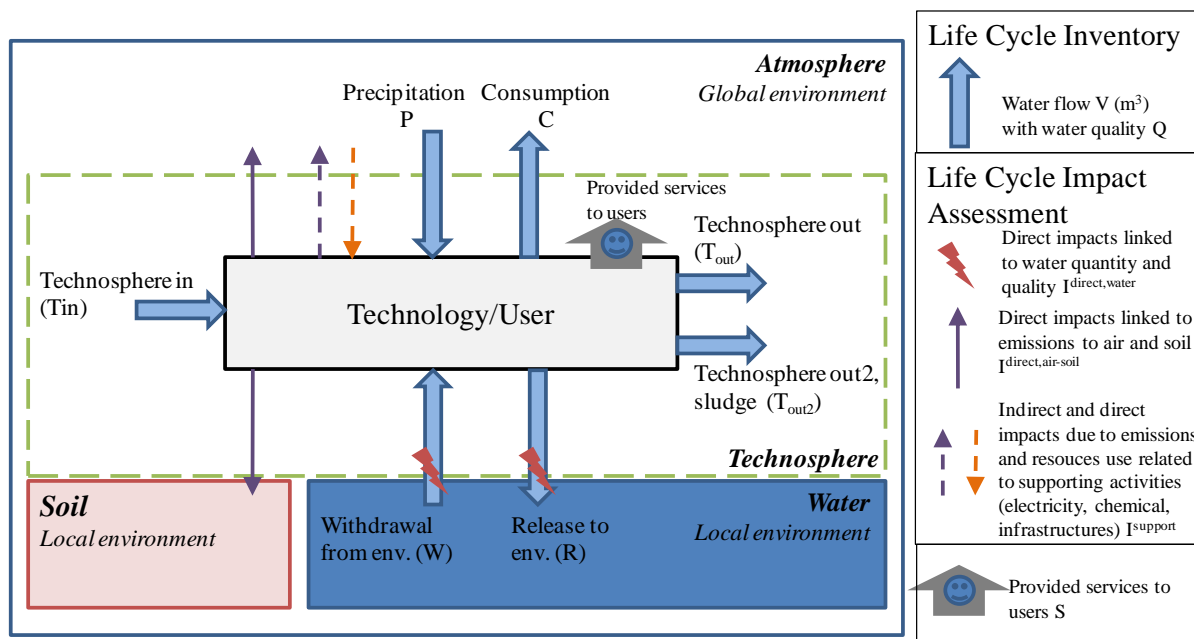 Atmosphere
Global environment
Precipitation
P
Consumption
C
Provided services
to users
Technosphere in
(Tin)
Technology/User
Technosphere out
(Tout)
Technosphere out2,
sludge (Tout2)
Technosphere
Soil
Local environment
Withdrawal
from env. (W)
Release to
env. (R)
Water
Local environment
Life Cycle Inventory
Water flow V (m³)
with water quality Q
Life Cycle Impact
Assessment
Direct impacts linked
to water quantity and
quality I^direct,water
Direct impacts linked to
emissions to air and soil
I^direct,air-soil
Indirect and direct
impacts due to emissions
and resouces use related
to supporting activities
(electricity, chemical,
infrastructures) I^support
Provided services to
users S